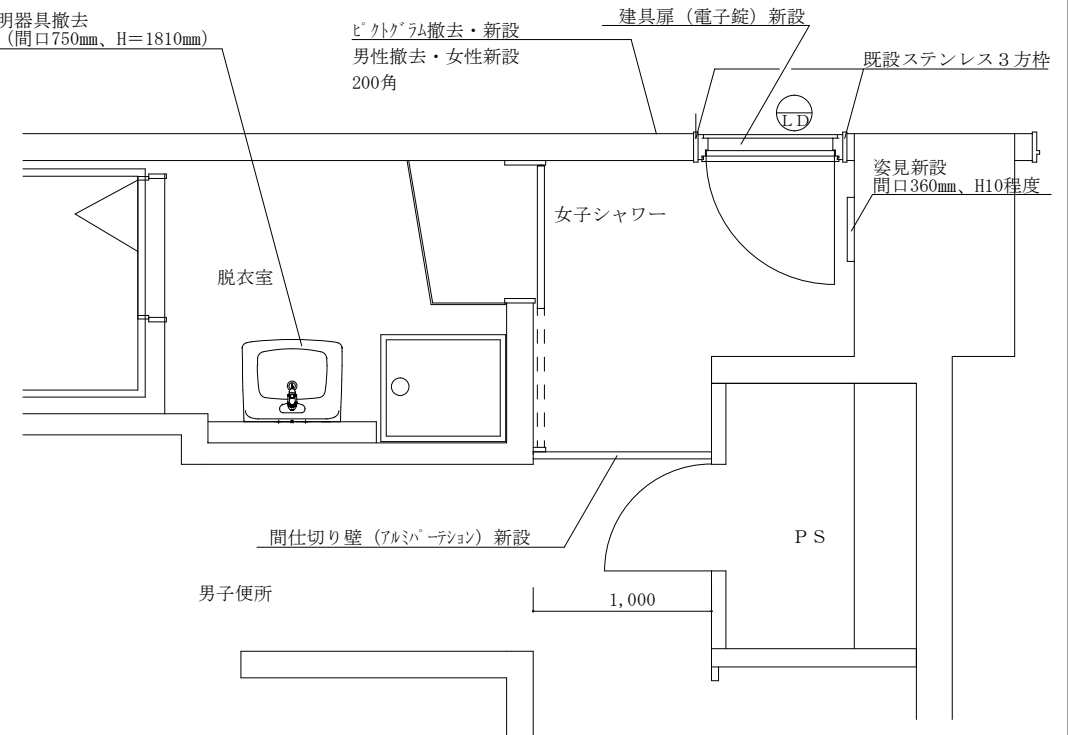 明器具撤去
(間口750mm、H＝1810mm)
ﾋﾟｸﾄｸﾞﾗﾑ撤去・新設
男性撤去・女性新設
200角
建具扉（電子錠）新設
既設ステンレス３方枠
LD
姿見新設
間口360mm、H10程度
女子シャワー
脱衣室
間仕切り壁（ｱﾙﾐﾊﾟｰﾃｼｮﾝ）新設
ＰＳ
男子便所
1,000